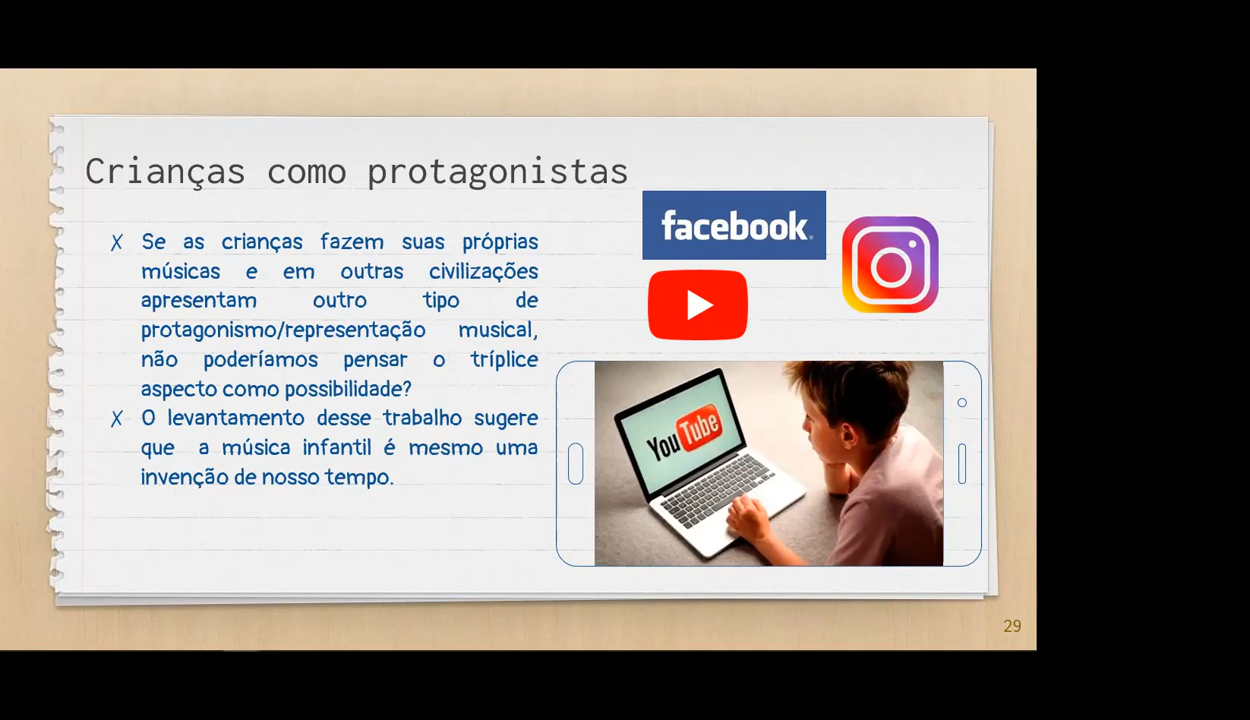 Crianças como protagonistas
facebook.
X Se as crianças fazem suas próprias
músicas e em outras civilizações
apresentam outro tipo de
protagonismo/representação musical,
não poderíamos pensar o tríplice
aspecto como possibilidade?
X O levantamento desse trabalho sugere
que a música infantil é mesmo uma
invenção de nosso tempo.
YouTube
29